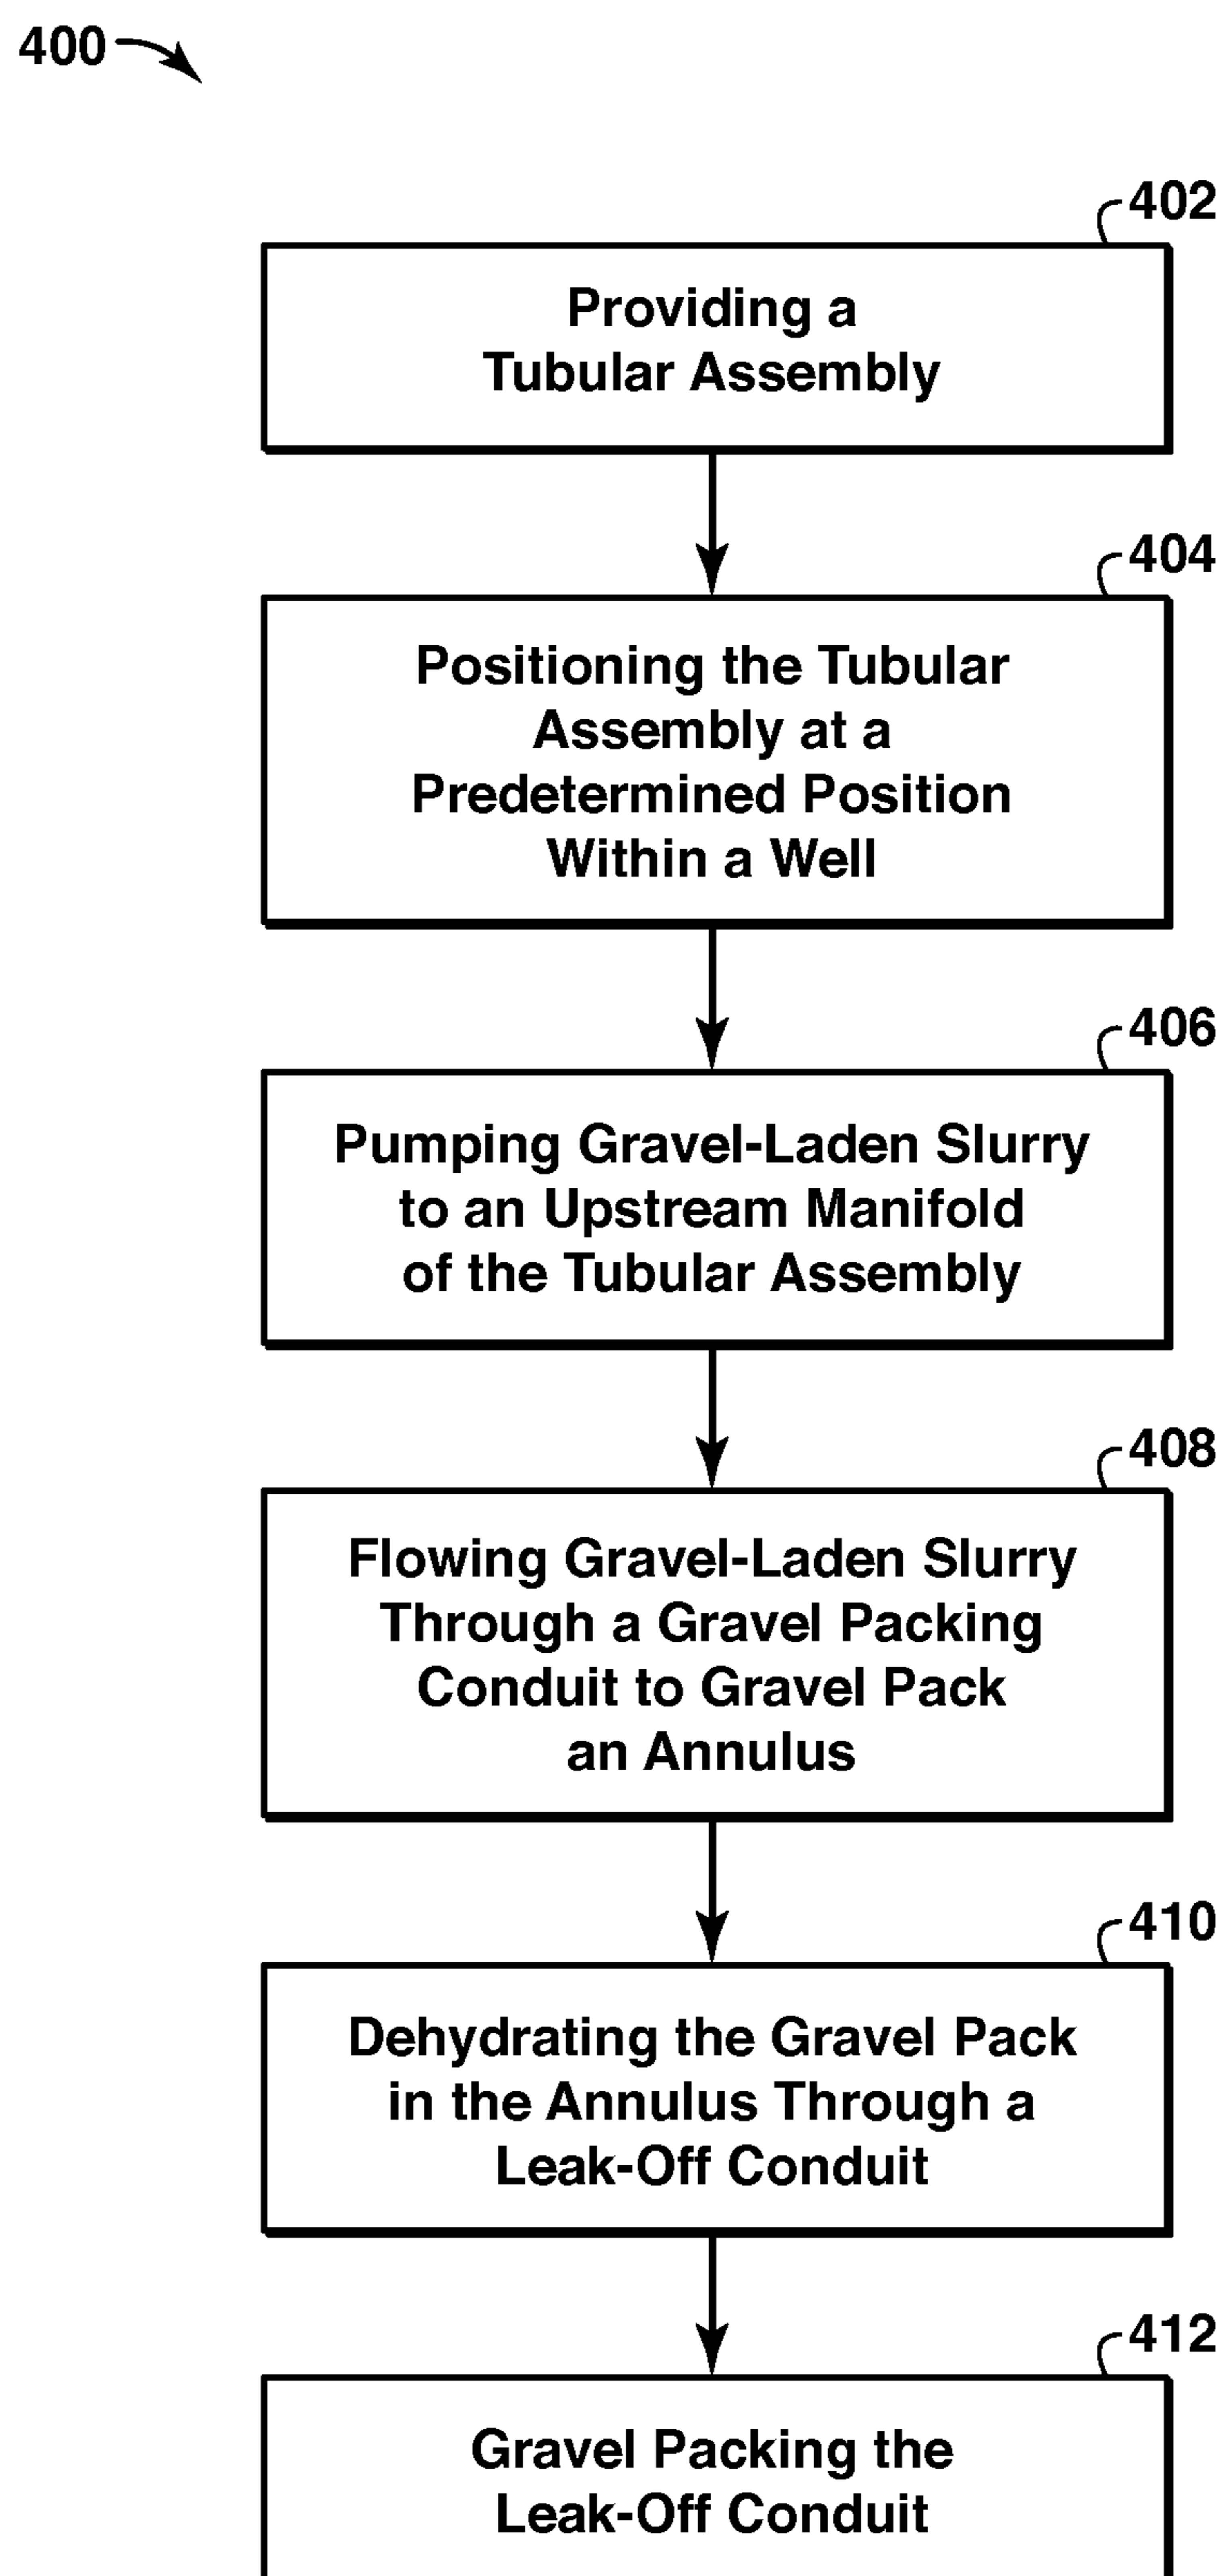 400
402
Providing a
Tubular Assembly
404
Positioning the Tubular
Assembly at a
Predetermined Position
Within a Well
406
Pumping Gravel-Laden Slurry
to an Upstream Manifold
of the Tubular Assembly
408
Flowing Gravel-Laden Slurry
Through a Gravel Packing
Conduit to Gravel Pack
an Annulus
410
Dehydrating the Gravel Pack
in the Annulus Through a
Leak-Off Conduit
412
Gravel Packing the
Leak-Off Conduit